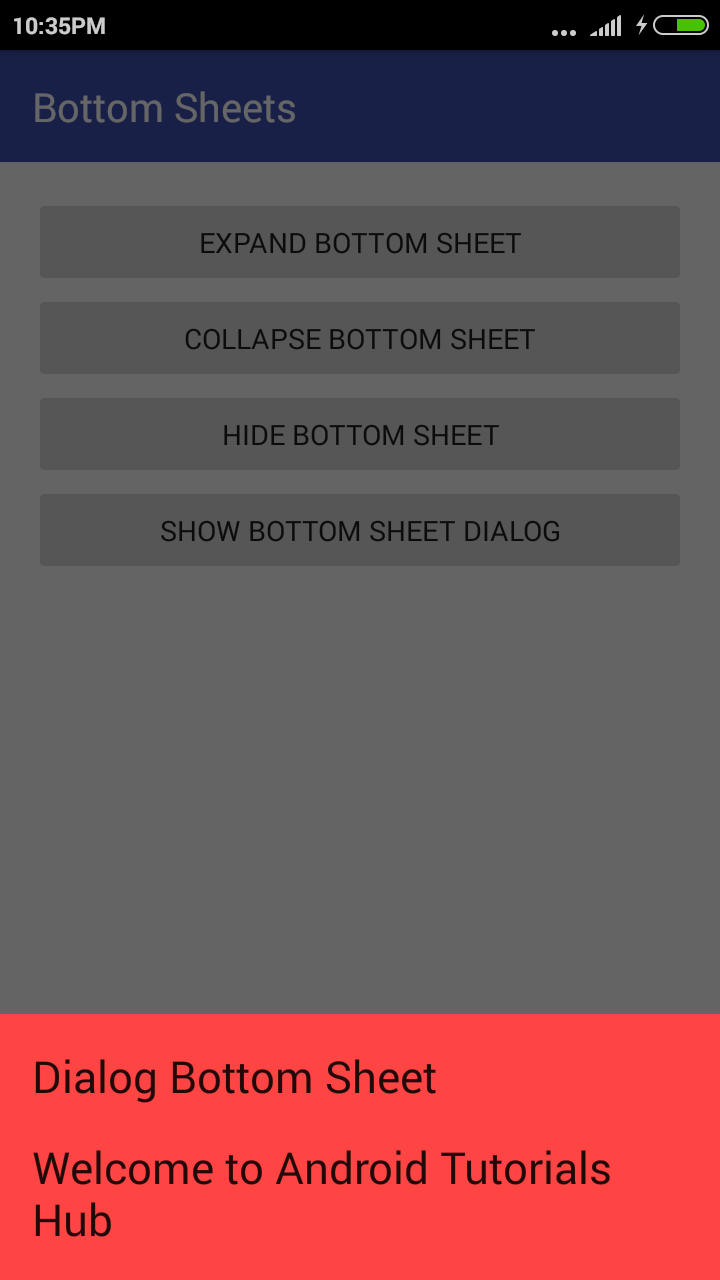 10:35PM
Bottom Sheets
EXPAND BOTTOM SHEET
COLLAPSE BOTTOM SHEET
HIDE BOTTOM SHEET
SHOW BOTTOM SHEET DIALOG
Dialog Bottom Sheet
Welcome to Android Tutorials
Hub